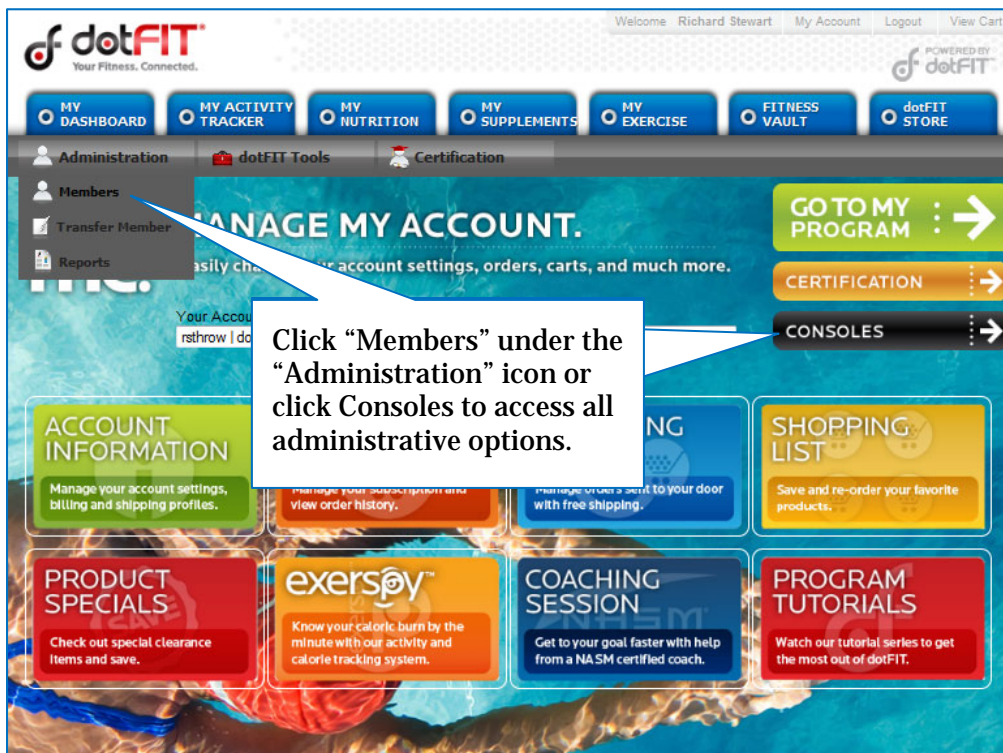 Welcome Richard Stewart My Account Logout View Cart
dotFIT
Your Fitness. Connected.
POWERED BY
dotFIT
MY DASHBOARD
MY ACTIVITY TRACKER
MY NUTRITION
MY SUPPLEMENTS
MY EXERCISE
FITNESS VAULT
dotFIT STORE
Administration dotFIT Tools Certification
Members
Transfer Member
Reports
MANAGE MY ACCOUNT.
account settings, orders, carts, and much more.
GO TO MY
PROGRAM
CERTIFICATION
CONSOLES
Your
rsthrow |
Click “Members” under the
“Administration” icon or
click Consoles to access all
administrative options.
ACCOUNT
INFORMATION
Manage your account settings,
billing and shipping profiles.
Manage your subscription and
view order history.
NG
Manage orders sent to your door
with free shipping.
SHOPPING
LIST
Save and re-order your favorite
products.
PRODUCT
SPECIALS
SAVE
Check out special clearance
items and save.
exerspy™
Know your caloric burn by the
minute with our activity and
calorie tracking system.
COACHING
SESSION
NASM
Get to your goal faster with help
from a NASM certified coach.
PROGRAM
TUTORIALS
Watch our tutorial series to get
the most out of dotFIT.